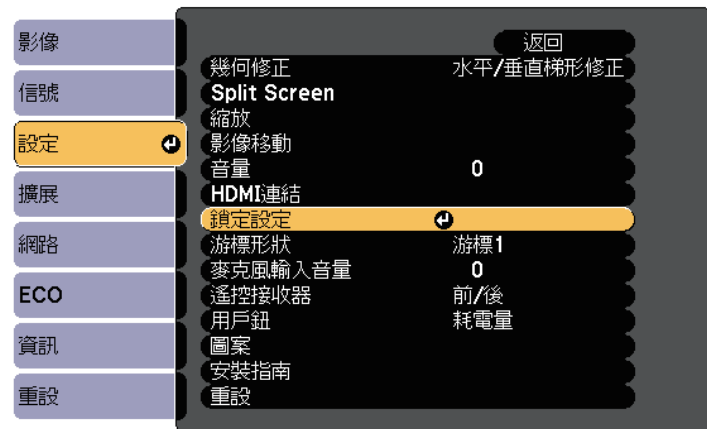 影像
信號
設定
擴展
網路
ECO
資訊
重設
返回
幾何修正 水平/垂直梯形修正
Split Screen
縮放
影像移動
音量 0
HDMI連結
鎖定設定
游標形狀 游標1
麥克風輸入音量 0
遙控接收器 前/後
用戶鈕 耗電量
圖案
安裝指南
重設